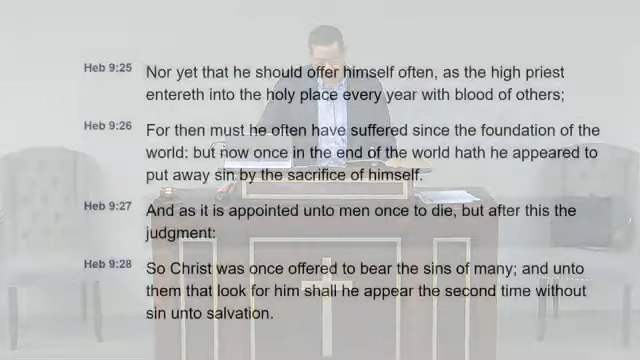 Heb 9:25 Nor yet that he should offer himself often, as the high priest
entereth into the holy place every year with blood of others;
Heb 9:26 For then must he often have suffered since the foundation of the
world: but now once in the end of the world hath he appeared to
put away sin by the sacrifice of himself.
Heb 9:27 And as it is appointed unto men once to die, but after this the
judgment:
Heb 9:28 So Christ was once offered to bear the sins of many; and unto
them that look for him shall he appear the second time without
sin unto salvation.